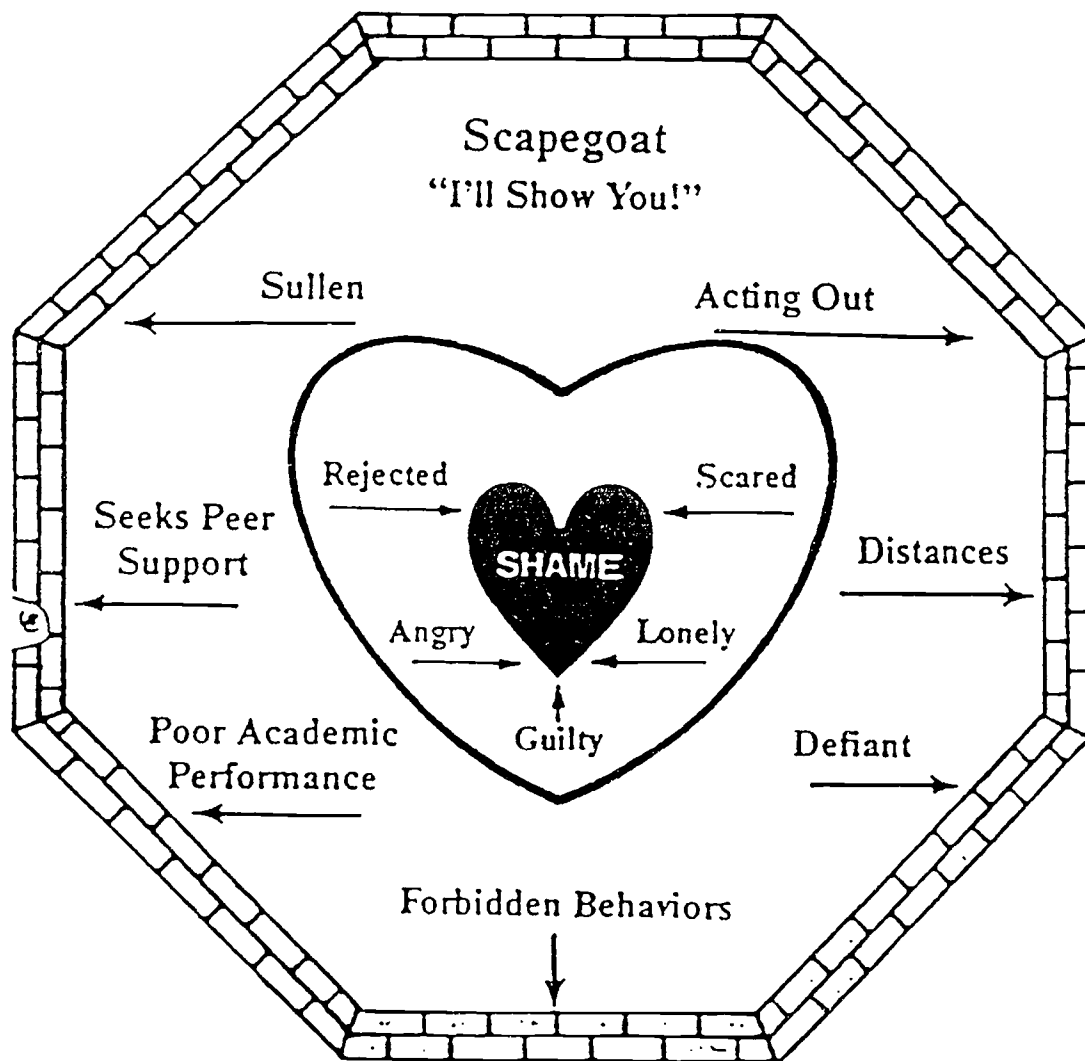 Scapegoat
“I'll Show You!”
Sullen
Acting Out
Rejected
Scared
SHAME
Seeks Peer
Support
Distances
Angry
Lonely
Guilty
Poor Academic
Performance
Defiant
Forbidden Behaviors